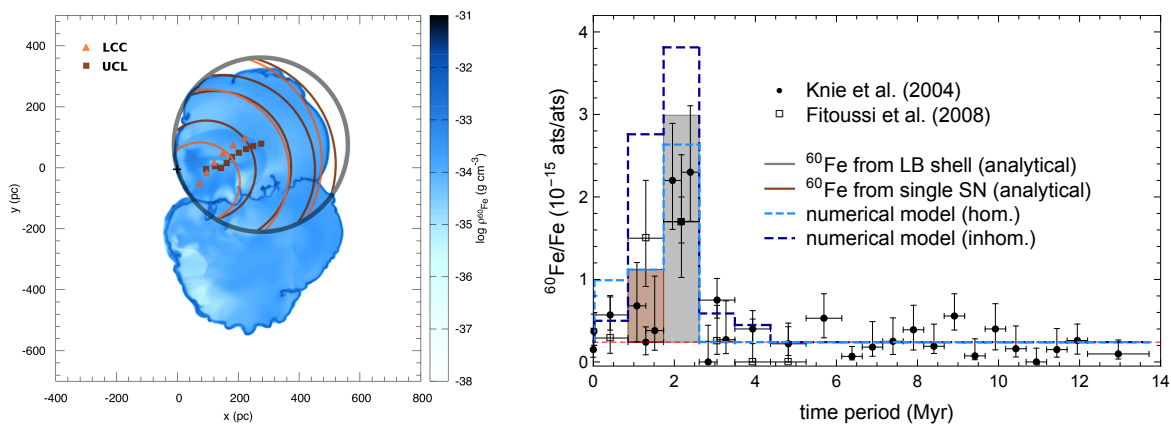 400
200
0
-200
-400
-600
y (pc)
LCC
UCL
-400 -200 0 200 400 600 800
x (pc)
-31
-32
-33
-34
-35
-36
-37
-38
log ρ60Fe (g cm⁻³)
4
3
2
1
0
⁶⁰Fe/Fe (10⁻¹⁵ ats/ats)
Knie et al. (2004)
Fitoussi et al. (2008)
⁶⁰Fe from LB shell (analytical)
⁶⁰Fe from single SN (analytical)
numerical model (hom.)
numerical model (inhom.)
0 2 4 6 8 10 12 14
time period (Myr)